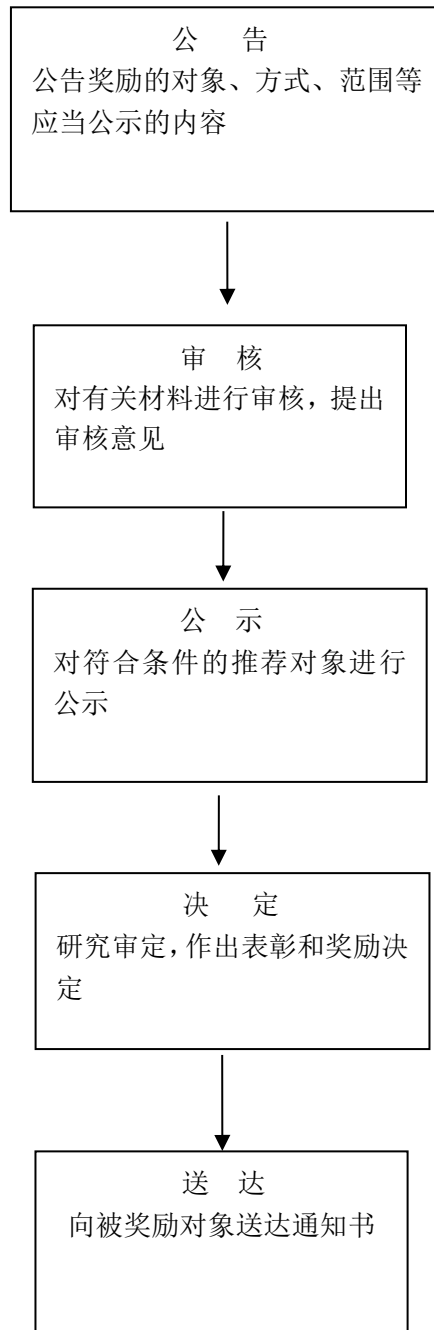 公 告
公告奖励的对象、方式、范围等
应当公示的内容
审 核
对有关材料进行审核，提出
审核意见
公 示
对符合条件的推荐对象进行
公示
决 定
研究审定，作出表彰和奖励决
定
送 达
向被奖励对象送达通知书